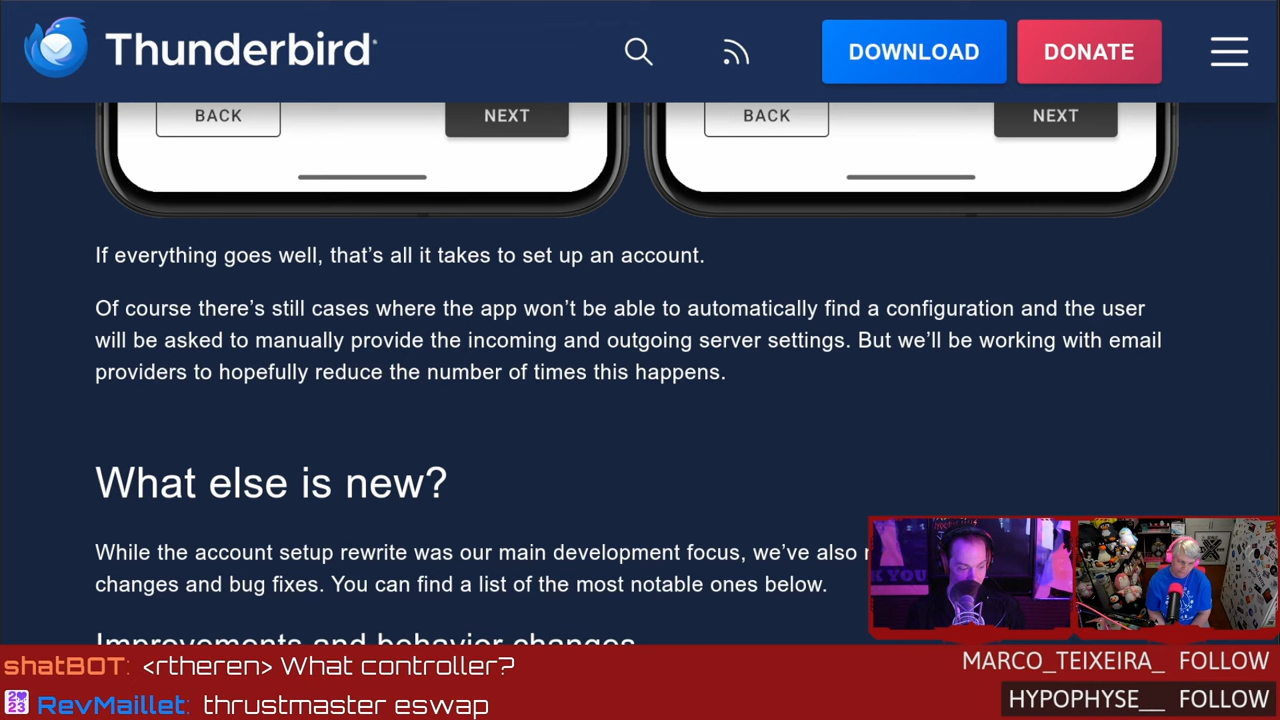 Thunderbird
DOWNLOAD
DONATE
BACK
NEXT
BACK
NEXT
If everything goes well, that's all it takes to set up an account.
Of course there's still cases where the app won't be able to automatically find a configuration and the user
will be asked to manually provide the incoming and outgoing server settings. But we'll be working with email
providers to hopefully reduce the number of times this happens.
What else is new?
While the account setup rewrite was our main development focus, we've also
changes and bug fixes. You can find a list of the most notable ones below.
Improvements and behavior changes
shatBOT: <rtheren> What controller?
RevMaillet: thrustmaster eswap
MARCO_TEIXEIRA_ FOLLOW
HYPOPHYSE__ FOLLOW